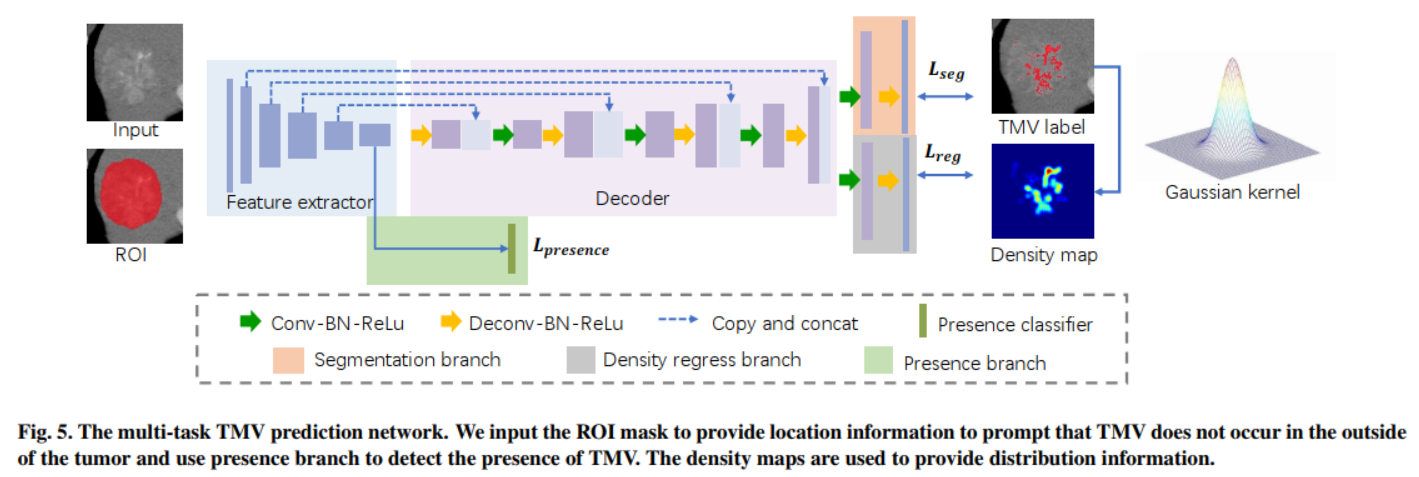 Input
ROI
Feature extractor
Decoder
L_presence
L_seg
L_reg
TMV label
Density map
Gaussian kernel
Conv-BN-ReLu
Deconv-BN-ReLu
Copy and concat
Presence classifier
Segmentation branch
Density regress branch
Presence branch
Fig. 5. The multi-task TMV prediction network. We input the ROI mask to provide location information to prompt that TMV does not occur in the outside
of the tumor and use presence branch to detect the presence of TMV. The density maps are used to provide distribution information.